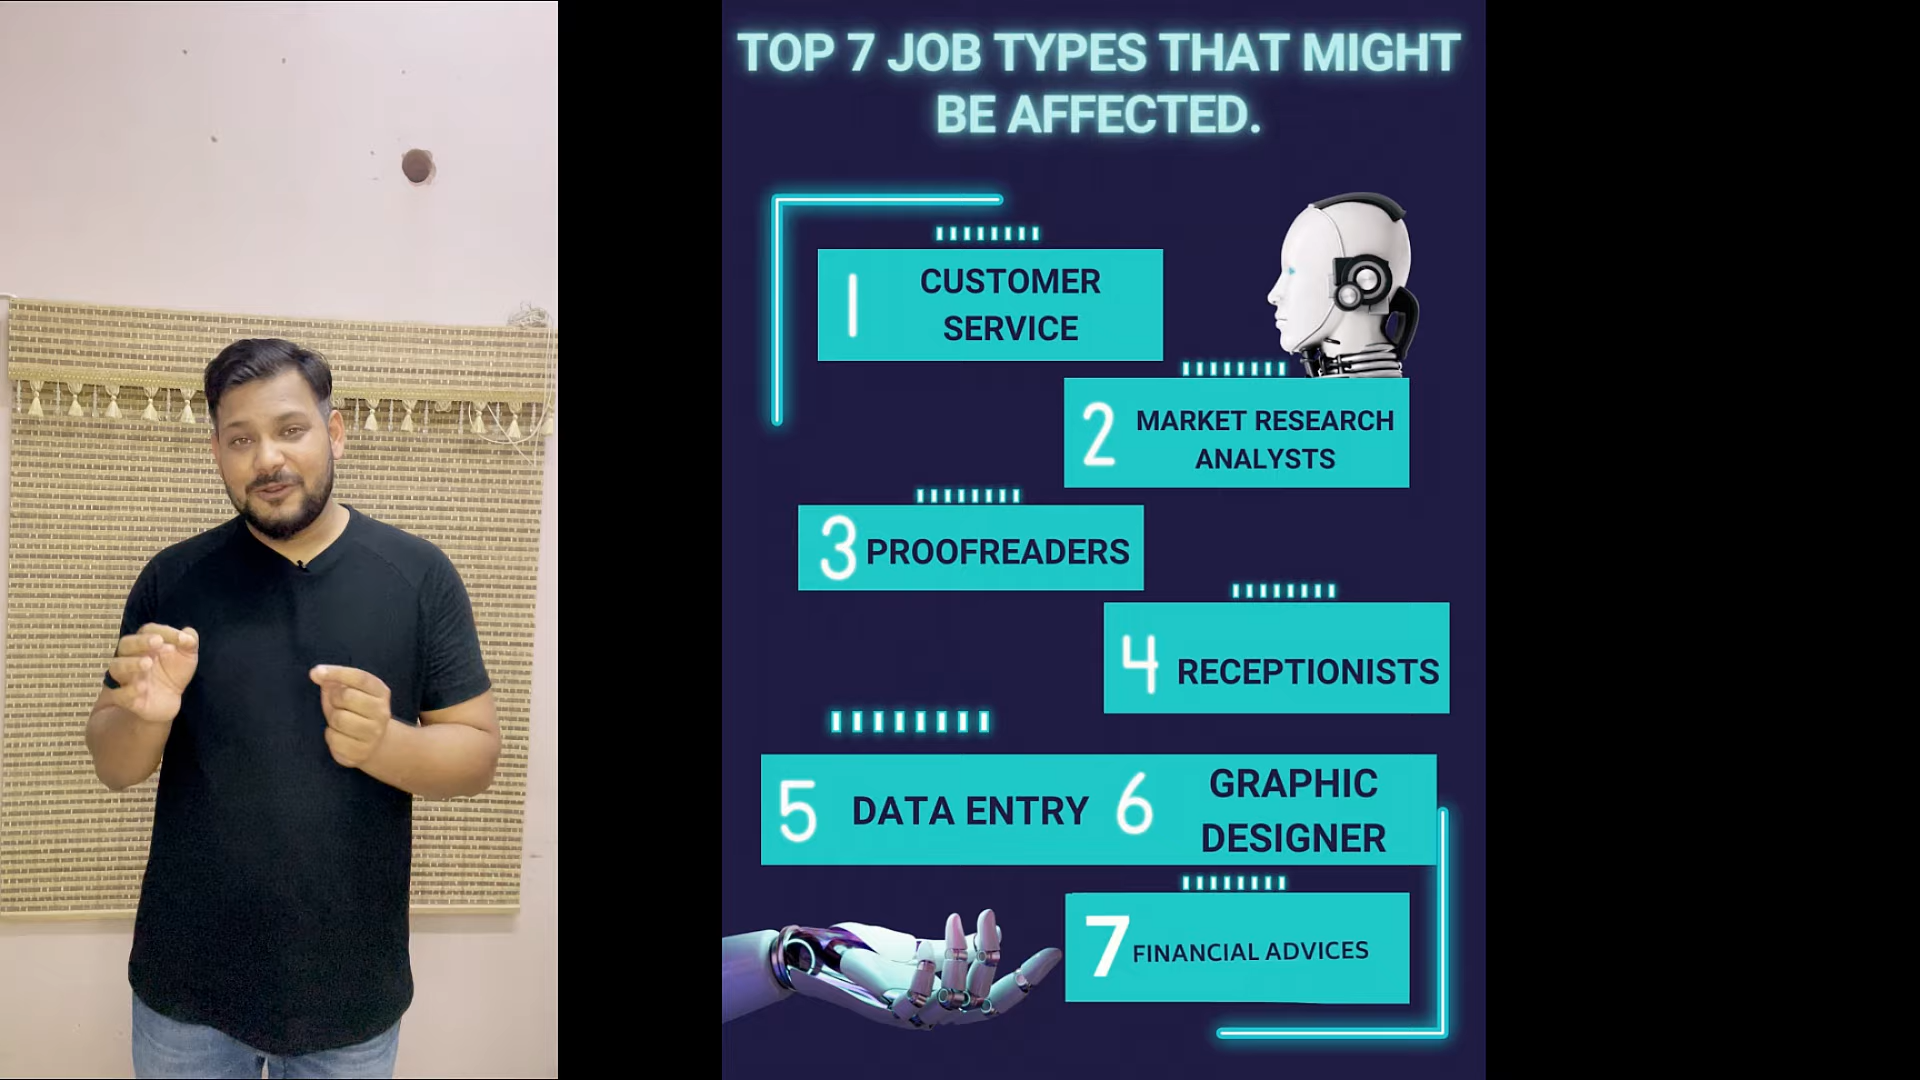 TOP 7 JOB TYPES THAT MIGHT
BE AFFECTED.
1 CUSTOMER
SERVICE
2 MARKET RESEARCH
ANALYSTS
3 PROOFREADERS
4 RECEPTIONISTS
5 DATA ENTRY
6 GRAPHIC
DESIGNER
7 FINANCIAL ADVICES